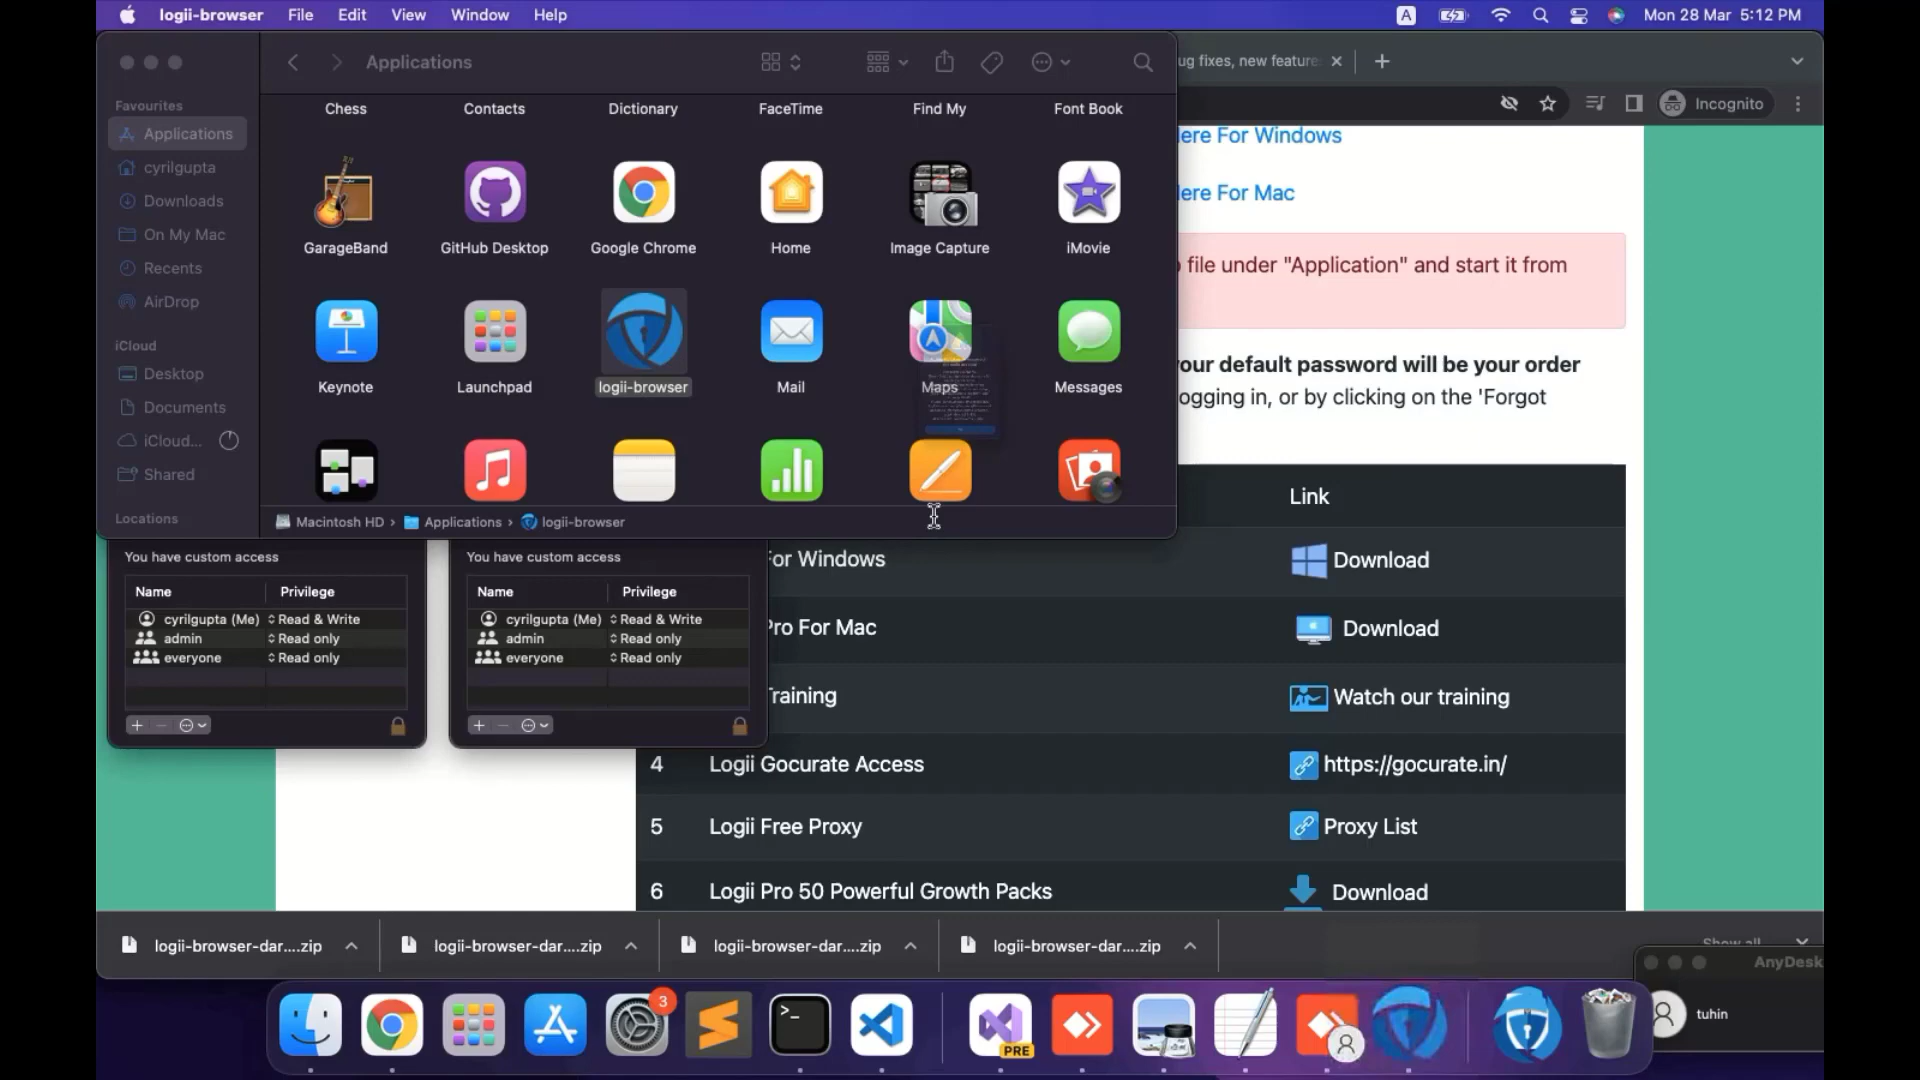 logii-browser File Edit View Window Help
A Mon 28 Mar 5:12 PM
Applications
Favourites
Applications
cyrilgupta
Downloads
On My Mac
Recents
AirDrop
iCloud
Desktop
Documents
iCloud...
Shared
Locations
Chess Contacts Dictionary FaceTime Find My Font Book
GarageBand GitHub Desktop Google Chrome Home Image Capture iMovie
Keynote Launchpad logii-browser Mail Maps Messages
Macintosh HD › Applications › logii-browser
ug fixes, new feature
Incognito
ere For Windows
ere For Mac
file under "Application" and start it from
our default password will be your order
ogging in, or by clicking on the 'Forgot
Link
or Windows Download
Pro For Mac Download
Training Watch our training
4 Logii Gocurate Access https://gocurate.in/
5 Logii Free Proxy Proxy List
6 Logii Pro 50 Powerful Growth Packs Download
You have custom access
Name Privilege
cyrilgupta (Me) Read & Write
admin Read only
everyone Read only
You have custom access
Name Privilege
cyrilgupta (Me) Read & Write
admin Read only
everyone Read only
logii-browser-dar....zip logii-browser-dar....zip logii-browser-dar....zip logii-browser-dar....zip
Show all
AnyDesk
tuhin
3
PRE